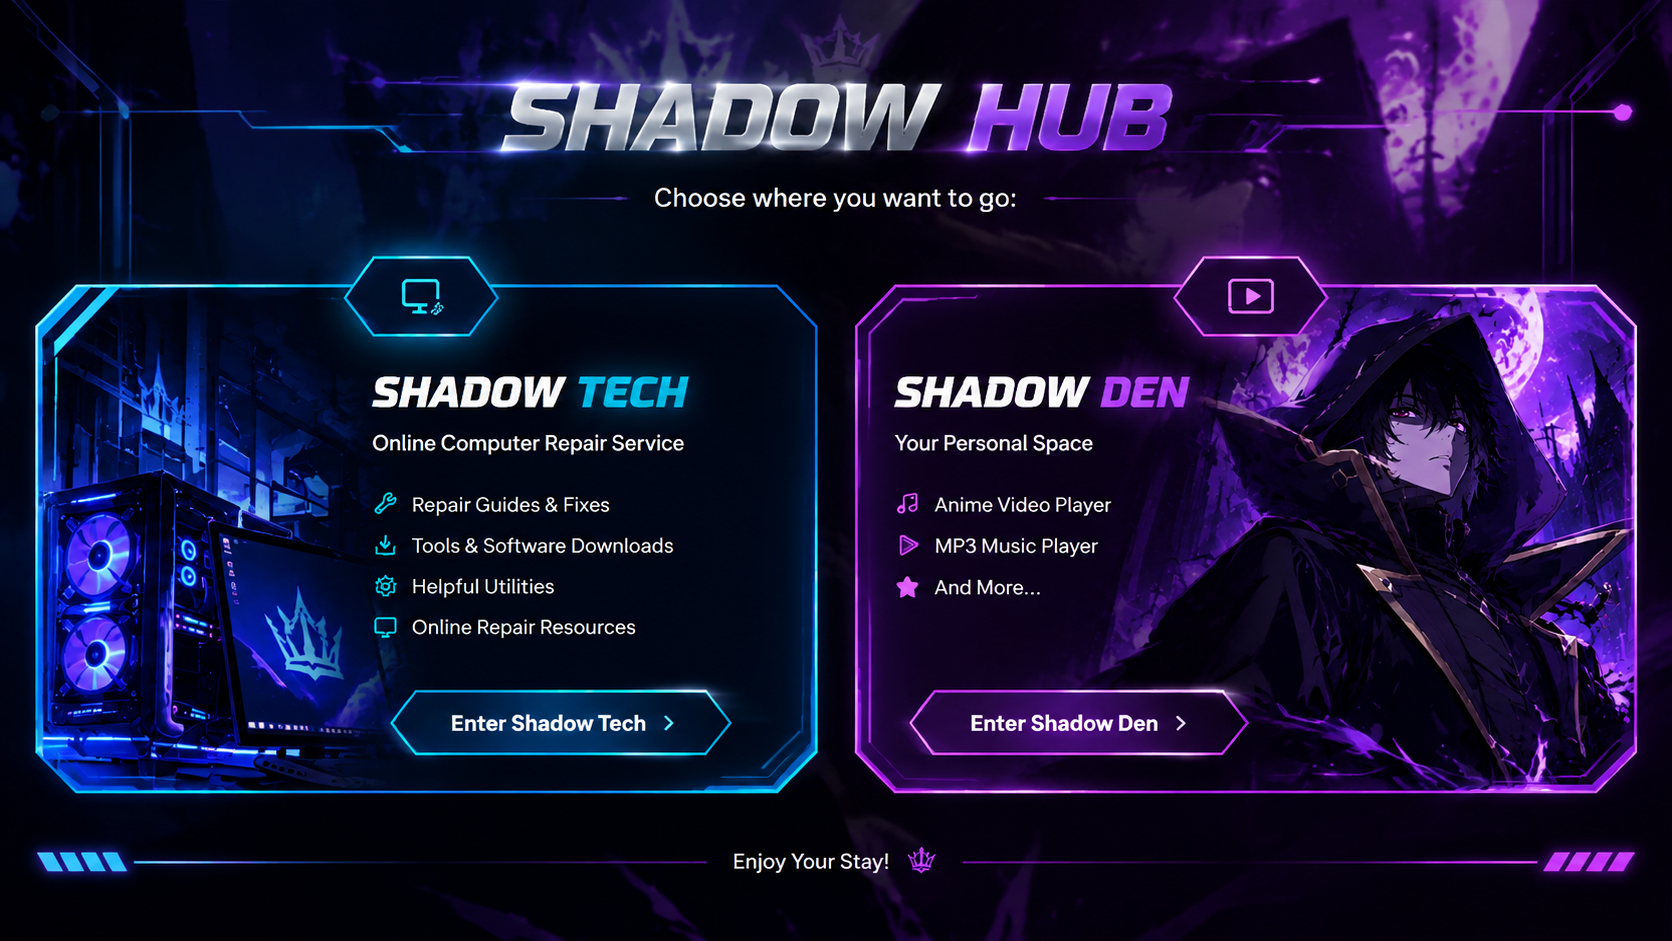 SHADOW HUB
Choose where you want to go:
SHADOW TECH
Online Computer Repair Service
Repair Guides & Fixes
Tools & Software Downloads
Helpful Utilities
Online Repair Resources
Enter Shadow Tech >
SHADOW DEN
Your Personal Space
Anime Video Player
MP3 Music Player
And More...
Enter Shadow Den >
Enjoy Your Stay!